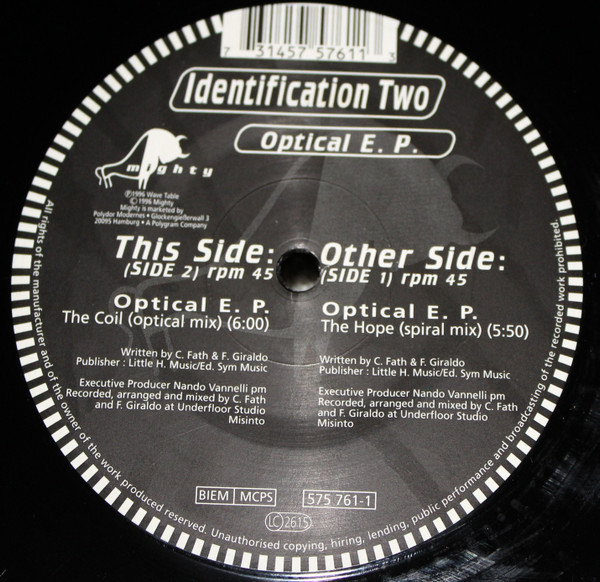 7 31457 57611 3
Identification Two
Optical E. P.
mighty
℗1996 Wave Table
©1996 Mighty
Mighty is marketed by
Polydor Modernes • Glockengießerwall 3
20095 Hamburg • A Polygram Company
This Side:
(SIDE 2) rpm 45
Optical E. P.
The Coil (optical mix) (6:00)
Written by C. Fath & F. Giraldo
Publisher : Little H. Music/Ed. Sym Music
Executive Producer Nando Vannelli pm
Recorded, arranged and mixed by C. Fath
and F. Giraldo at Underfloor Studio
Misinto
Other Side:
(SIDE 1) rpm 45
Optical E. P.
The Hope (spiral mix) (5:50)
Written by C. Fath & F. Giraldo
Publisher : Little H. Music/Ed. Sym Music
Executive Producer Nando Vannelli pm
Recorded, arranged and mixed by C. Fath
and F. Giraldo at Underfloor Studio
Misinto
BIEM MCPS 575 761-1
LC 2615
All rights of the manufacturer and of the owner of the work produced reserved. Unauthorised copying, hiring, lending, public performance and broadcasting of the recorded work prohibited.